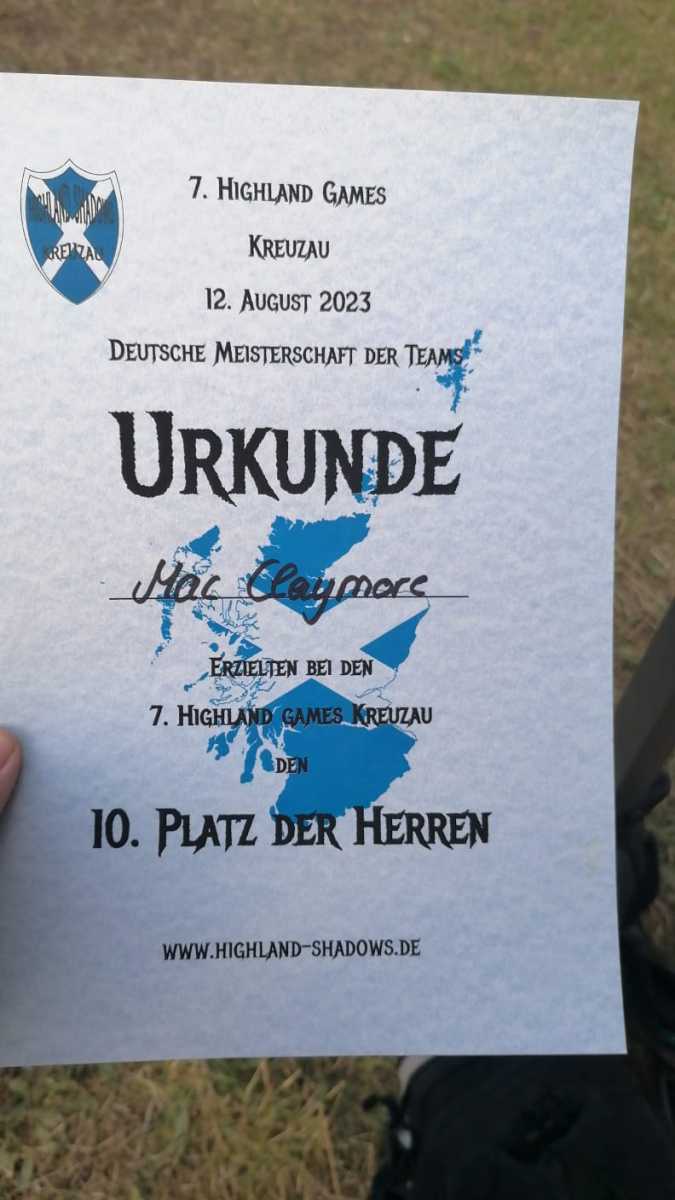 HIGHLAND SHADOWS
KREUZAU
7. HIGHLAND GAMES
KREUZAU
12. AUGUST 2023
DEUTSCHE MEISTERSCHAFT DER TEAMS
URKUNDE
Mac Claymore
ERZIELTEN BEI DEN
7. HIGHLAND GAMES KREUZAU
DEN
10. PLATZ DER HERREN
WWW.HIGHLAND-SHADOWS.DE